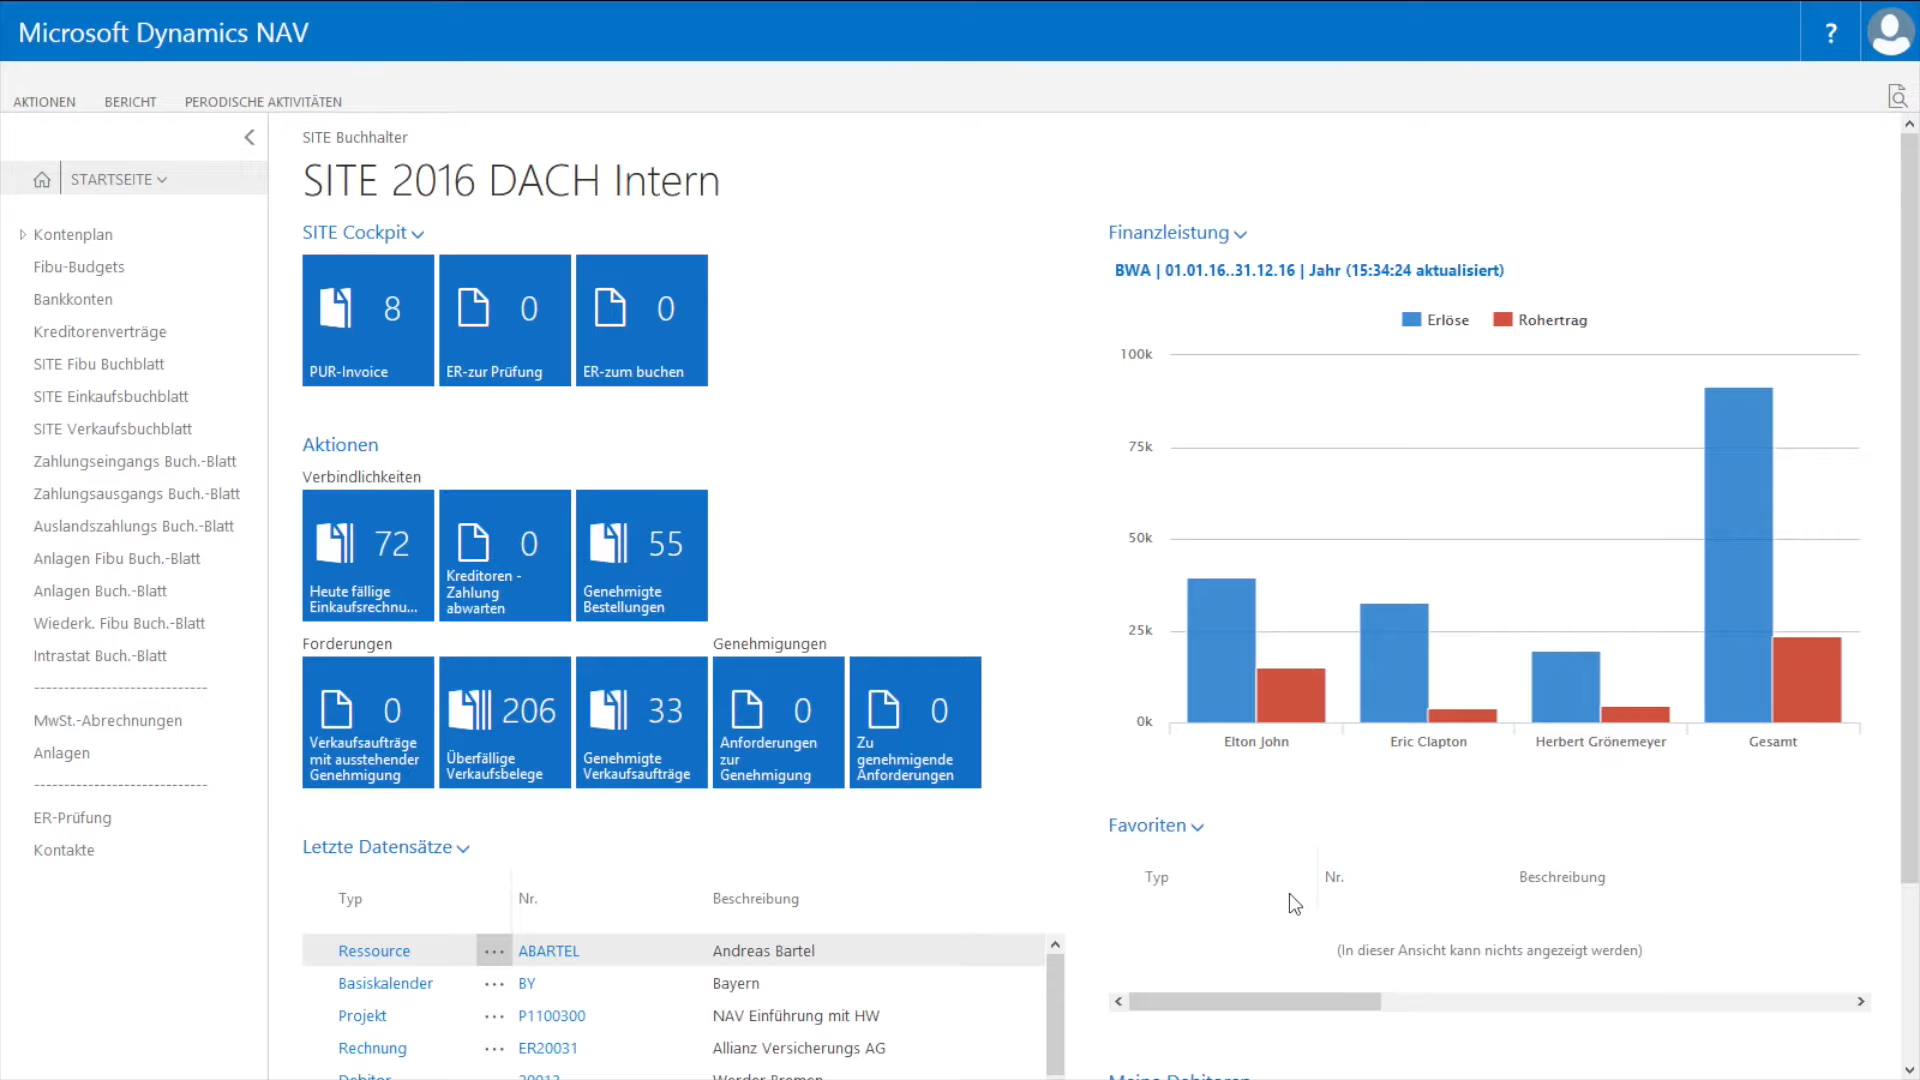 Microsoft Dynamics NAV
?
AKTIONEN BERICHT PERODISCHE AKTIVITÄTEN
STARTSEITE
Kontenplan
Fibu-Budgets
Bankkonten
Kreditorenverträge
SITE Fibu Buchblatt
SITE Einkaufsbuchblatt
SITE Verkaufsbuchblatt
Zahlungseingangs Buch.-Blatt
Zahlungsausgangs Buch.-Blatt
Auslandszahlungs Buch.-Blatt
Anlagen Fibu Buch.-Blatt
Anlagen Buch.-Blatt
Wiederk. Fibu Buch.-Blatt
Intrastat Buch.-Blatt
-----------------------------
MwSt.-Abrechnungen
Anlagen
-----------------------------
ER-Prüfung
Kontakte
SITE Buchhalter
SITE 2016 DACH Intern
SITE Cockpit
8
PUR-Invoice
0
ER-zur Prüfung
0
ER-zum buchen
Aktionen
Verbindlichkeiten
72
Heute fällige
Einkaufsrechnu...
0
Kreditoren -
Zahlung
abwarten
55
Genehmigte
Bestellungen
Forderungen
0
Verkaufsaufträge
mit ausstehender
Genehmigung
206
Überfällige
Verkaufsbelege
33
Genehmigte
Verkaufsaufträge
Genehmigungen
0
Anforderungen
zur
Genehmigung
0
Zu
genehmigende
Anforderungen
Letzte Datensätze
Typ Nr. Beschreibung
Ressource ··· ABARTEL Andreas Bartel
Basiskalender ··· BY Bayern
Projekt ··· P1100300 NAV Einführung mit HW
Rechnung ··· ER20031 Allianz Versicherungs AG
Debitor 20013 Werder Bremen
Finanzleistung
BWA | 01.01.16..31.12.16 | Jahr (15:34:24 aktualisiert)
Erlöse Rohertrag
100k
75k
50k
25k
0k
Elton John Eric Clapton Herbert Grönemeyer Gesamt
Favoriten
Typ Nr. Beschreibung
(In dieser Ansicht kann nichts angezeigt werden)
Meine Debitoren